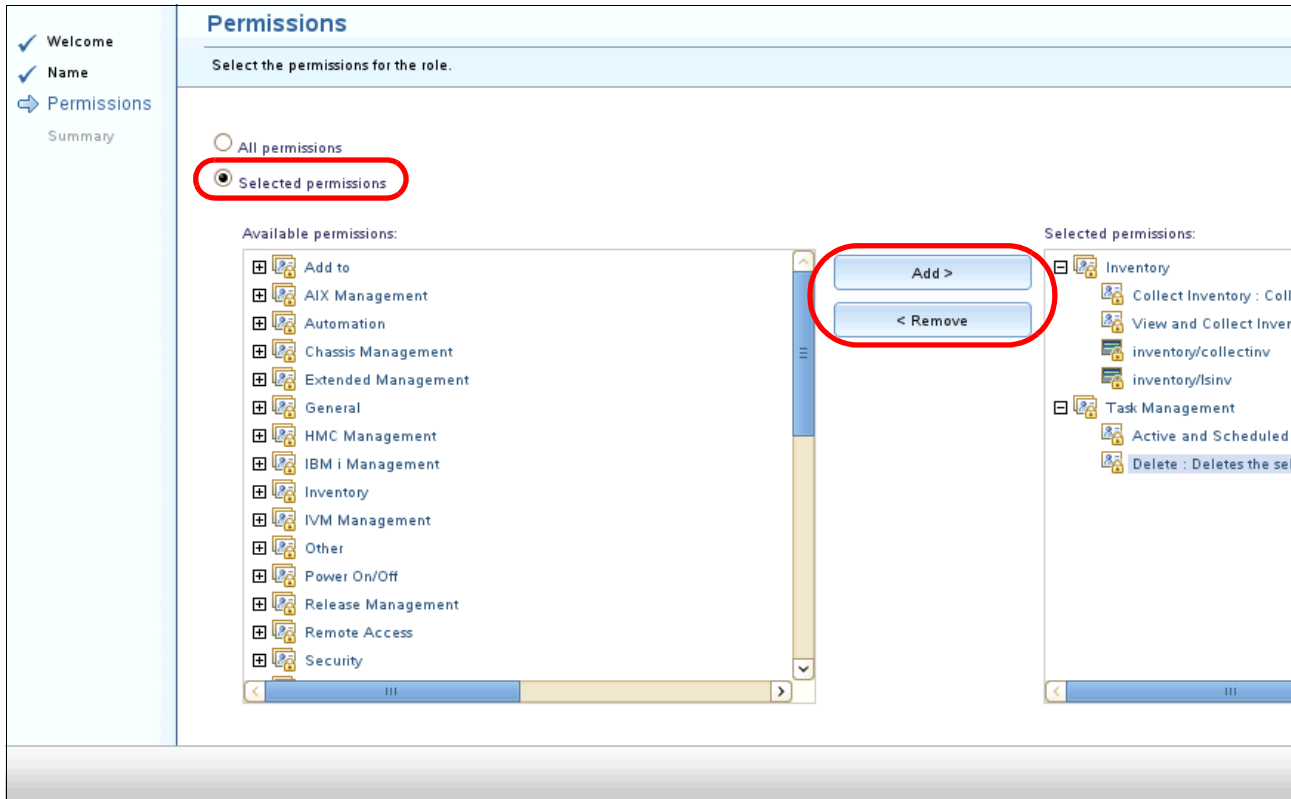 Welcome
Name
Permissions
Summary
Permissions
Select the permissions for the role.
All permissions
Selected permissions
Available permissions:
Add to
AIX Management
Automation
Chassis Management
Extended Management
General
HMC Management
IBM i Management
Inventory
IVM Management
Other
Power On/Off
Release Management
Remote Access
Security
Add >
< Remove
Selected permissions:
Inventory
Collect Inventory : Coll
View and Collect Inver
inventory/collectinv
inventory/lsinv
Task Management
Active and Scheduled
Delete : Deletes the sel